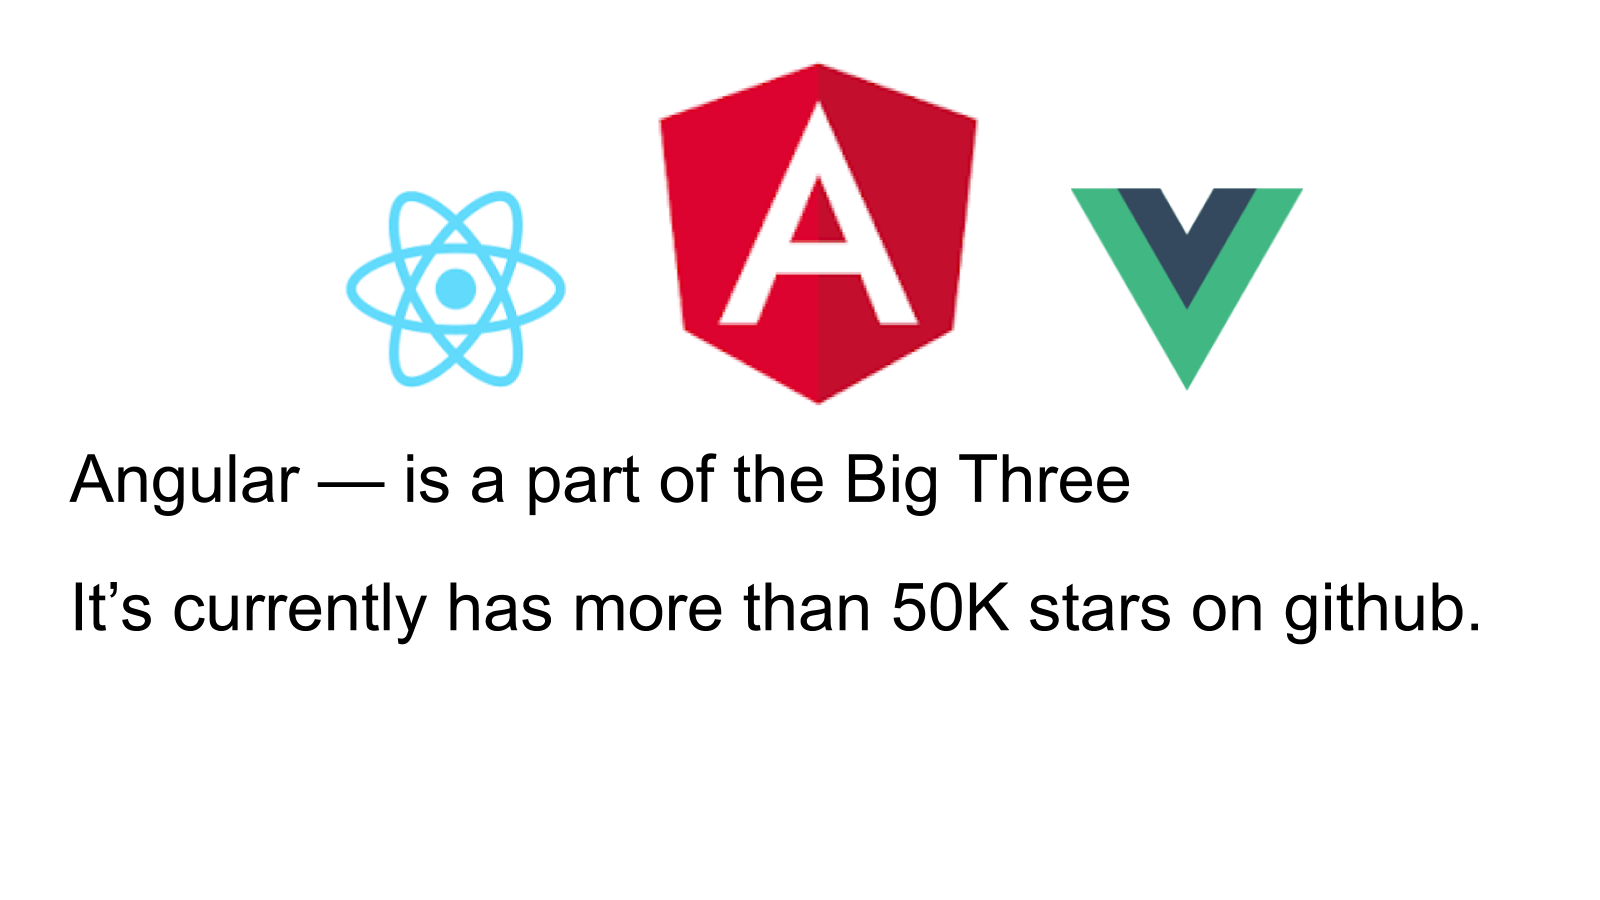 Angular — is a part of the Big Three
It’s currently has more than 50K stars on github.